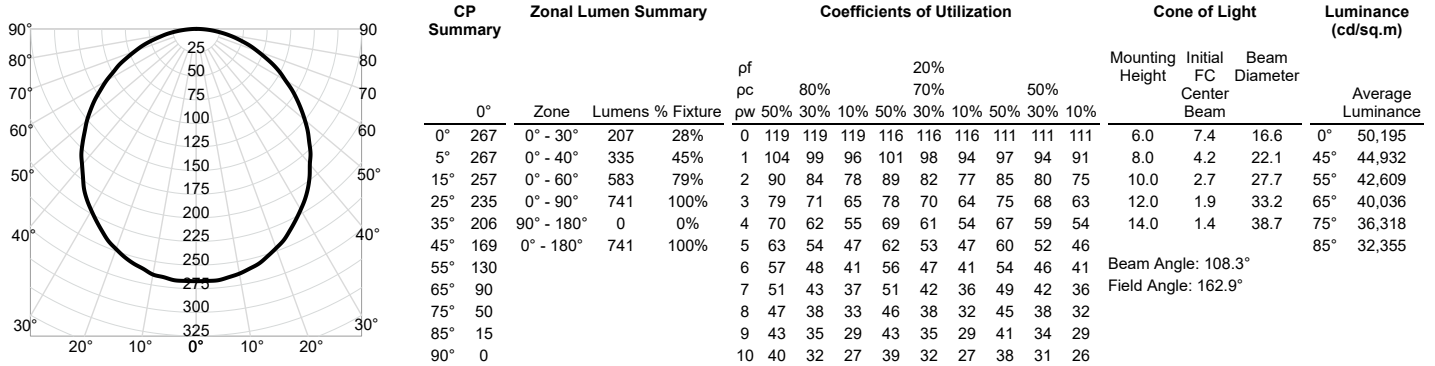 90° 90
80° 80
70° 70
60° 60
50° 50°
40° 40°
30° 30°
20° 10° 0° 10° 20°
25
50
75
100
125
150
175
200
225
250
275
300
325
CP Summary
0°
0° 267
5° 267
15° 257
25° 235
35° 206
45° 169
55° 130
65° 90
75° 50
85° 15
90° 0
Zonal Lumen Summary
Zone Lumens % Fixture
0° - 30° 207 28%
0° - 40° 335 45%
0° - 60° 583 79%
0° - 90° 741 100%
90° - 180° 0 0%
0° - 180° 741 100%
Coefficients of Utilization
ρf 20%
ρc 80% 70% 50%
ρw 50% 30% 10% 50% 30% 10% 50% 30% 10%
0 119 119 119 116 116 116 111 111 111
1 104 99 96 101 98 94 97 94 91
2 90 84 78 89 82 77 85 80 75
3 79 71 65 78 70 64 75 68 63
4 70 62 55 69 61 54 67 59 54
5 63 54 47 62 53 47 60 52 46
6 57 48 41 56 47 41 54 46 41
7 51 43 37 51 42 36 49 42 36
8 47 38 33 46 38 32 45 38 32
9 43 35 29 43 35 29 41 34 29
10 40 32 27 39 32 27 38 31 26
Cone of Light
Mounting Height Initial FC Center Beam Beam Diameter
6.0 7.4 16.6
8.0 4.2 22.1
10.0 2.7 27.7
12.0 1.9 33.2
14.0 1.4 38.7
Beam Angle: 108.3°
Field Angle: 162.9°
Luminance
(cd/sq.m)
Average
Luminance
0° 50,195
45° 44,932
55° 42,609
65° 40,036
75° 36,318
85° 32,355